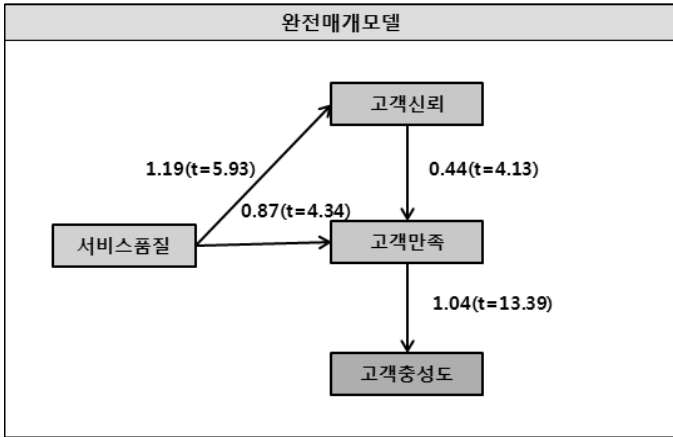 완전매개모델
고객신뢰
1.19(t=5.93)
0.44(t=4.13)
0.87(t=4.34)
서비스품질
고객만족
1.04(t=13.39)
고객충성도